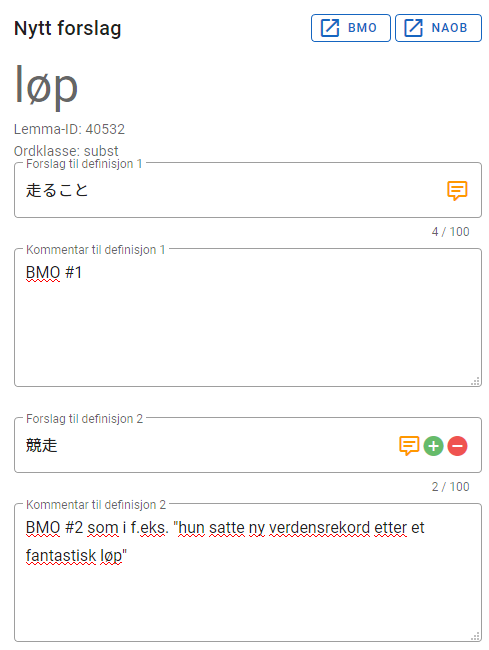 Nytt forslag
BMO
NAOB
løp
Lemma-ID: 40532
Ordklasse: subst
Forslag til definisjon 1
走ること
4 / 100
Kommentar til definisjon 1
BMO #1
Forslag til definisjon 2
競走
2 / 100
Kommentar til definisjon 2
BMO #2 som i f.eks. "hun satte ny verdensrekord etter et
fantastisk løp"